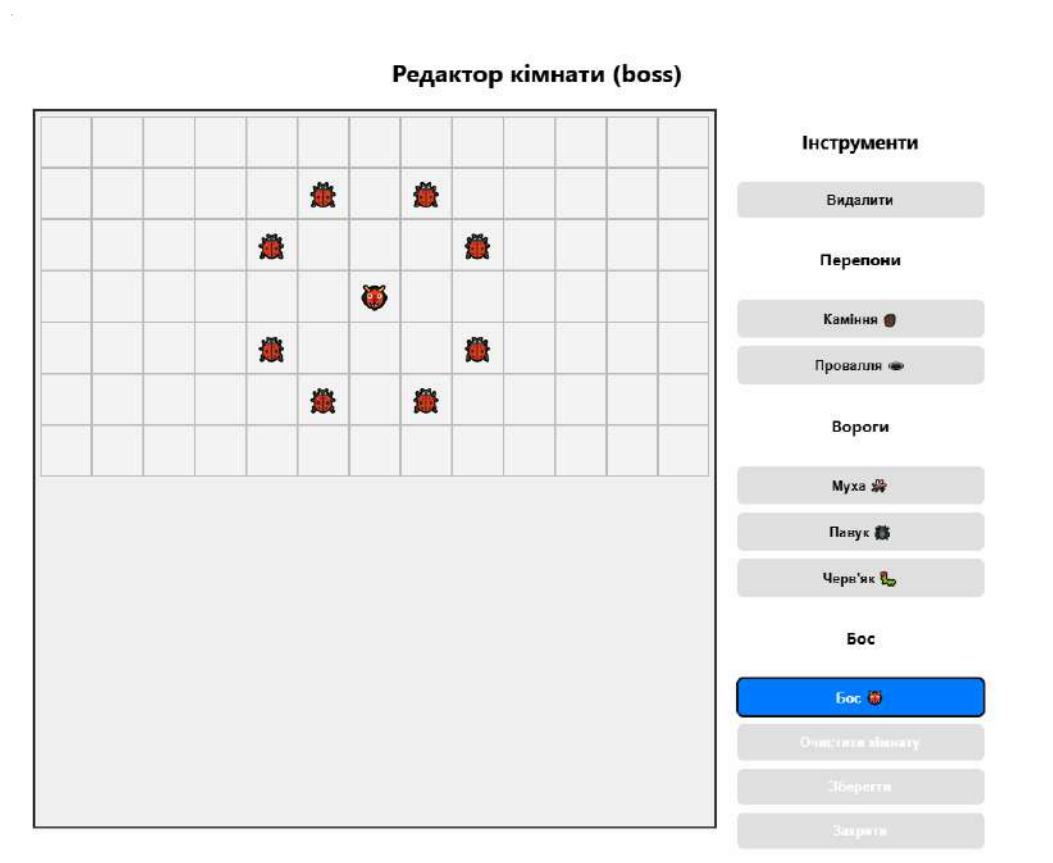 Редактор кімнати (boss)
Інструменти
Видалити
Перепони
Каміння
Провалля
Вороги
Муха
Павук
Черв'як
Бос
Бос
Очистити кімнату
Зберегти
Закрити